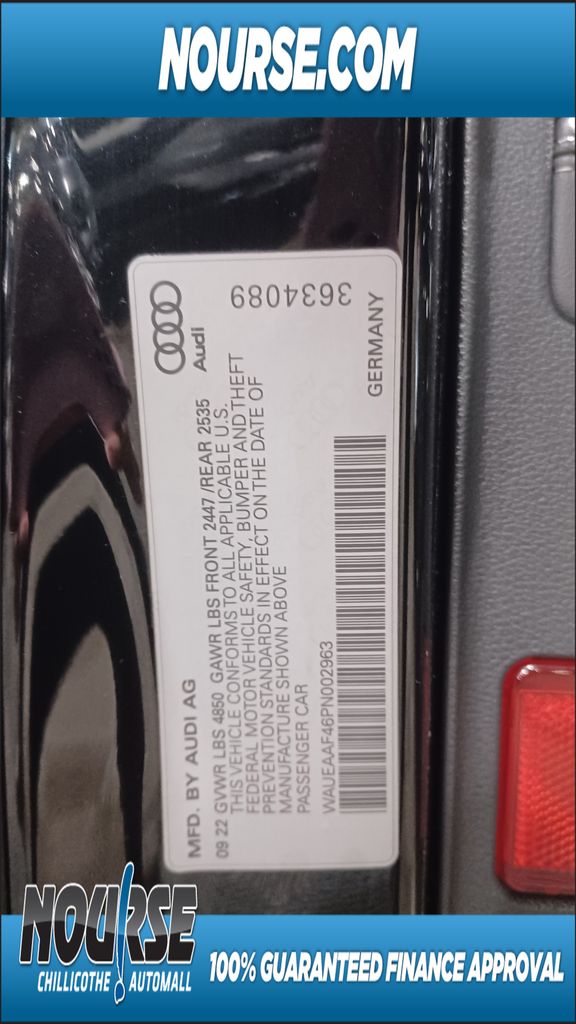 NOURSE.COM
Audi
3634089
MFD. BY AUDI AG
09 22 GVWR LBS 4850 GAWR LBS FRONT 2447 /REAR 2535
THIS VEHICLE CONFORMS TO ALL APPLICABLE U.S.
FEDERAL MOTOR VEHICLE SAFETY, BUMPER AND THEFT
PREVENTION STANDARDS IN EFFECT ON THE DATE OF
MANUFACTURE SHOWN ABOVE
PASSENGER CAR
WAUEAAF46PN002963
GERMANY
NOURSE
CHILLICOTHE AUTOMALL
100% GUARANTEED FINANCE APPROVAL